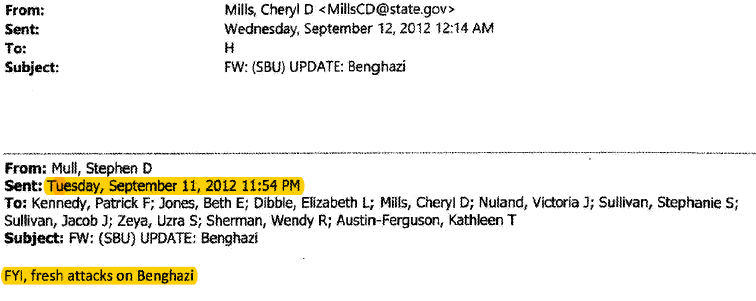 From: Mills, Cheryl D <MillsCD@state.gov>
Sent: Wednesday, September 12, 2012 12:14 AM
To: H
Subject: FW: (SBU) UPDATE: Benghazi
From: Mull, Stephen D
Sent: Tuesday, September 11, 2012 11:54 PM
To: Kennedy, Patrick F; Jones, Beth E; Dibble, Elizabeth L; Mills, Cheryl D; Nuland, Victoria J; Sullivan, Stephanie S;
Sullivan, Jacob J; Zeya, Uzra S; Sherman, Wendy R; Austin-Ferguson, Kathleen T
Subject: FW: (SBU) UPDATE: Benghazi
FYI, fresh attacks on Benghazi